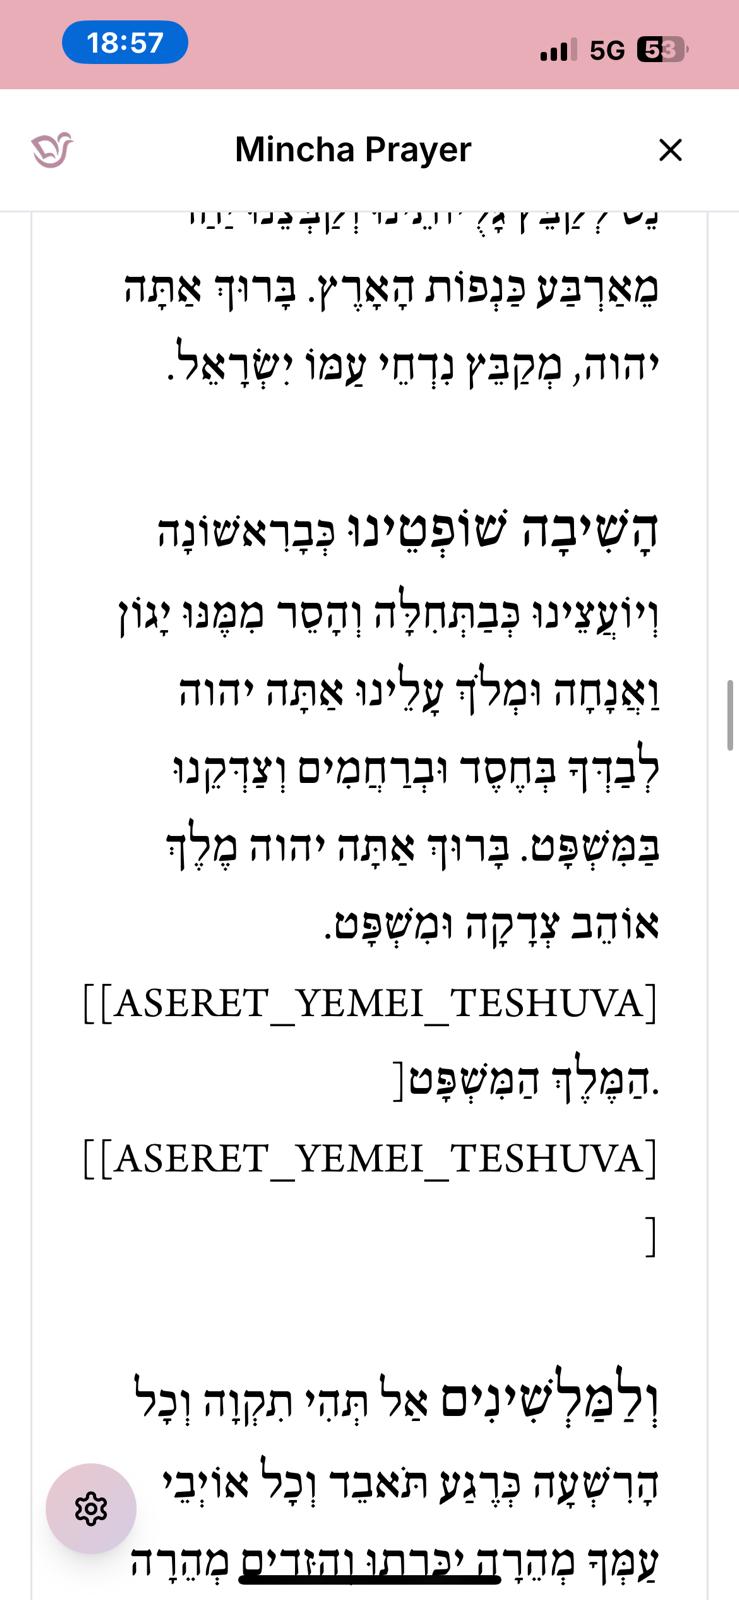 18:57
5G 53
Mincha Prayer
מֵאַרְבַּע כַּנְפוֹת הָאָרֶץ. בָּרוּךְ אַתָּה
יהוה, מְקַבֵּץ נִדְחֵי עַמּוֹ יִשְׂרָאֵל.
הָשִׁיבָה שׁוֹפְטֵינוּ כְּבָרִאשׁוֹנָה
וְיוֹעֲצֵינוּ כְּבַתְּחִלָּה וְהָסֵר מִמֶּנּוּ יָגוֹן
וַאֲנָחָה וּמְלֹךְ עָלֵינוּ אַתָּה יהוה
לְבַדְּךָ בְּחֶסֶד וּבְרַחֲמִים וְצַדְּקֵנוּ
בַּמִּשְׁפָּט. בָּרוּךְ אַתָּה יהוה מֶלֶךְ
אוֹהֵב צְדָקָה וּמִשְׁפָּט.
[[ASERET_YEMEI_TESHUVA]
.הַמֶּלֶךְ הַמִּשְׁפָּט[
[[ASERET_YEMEI_TESHUVA]
]
וְלַמַּלְשִׁינִים אַל תְּהִי תִקְוָה וְכָל
הָרִשְׁעָה כְּרֶגַע תֹּאבֵד וְכָל אוֹיְבֵי
עַמְּךָ מְהֵרָה יִכָּרֵתוּ וְהַזֵּדִים מְהֵרָה